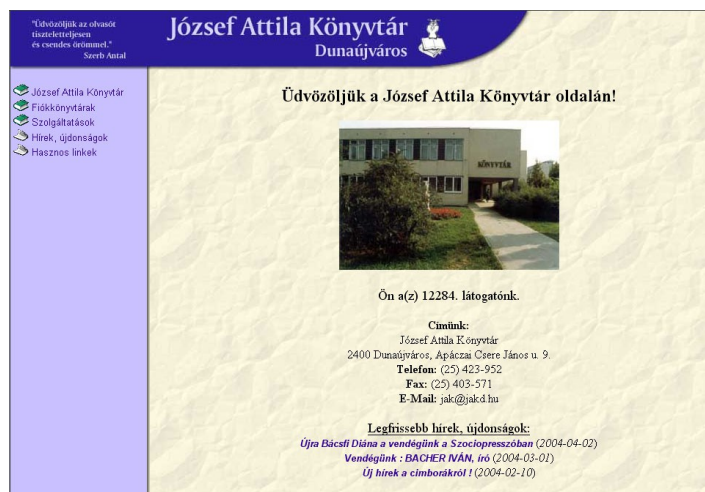 "Üdvözöljük az olvasót
tiszteletteljesen
és csendes örömmel."
Szerb Antal
József Attila Könyvtár
Dunaújváros
József Attila Könyvtár
Fiókkönyvtárak
Szolgáltatások
Hírek, újdonságok
Hasznos linkek
Üdvözöljük a József Attila Könyvtár oldalán!
KÖNYVTÁR
Ön a(z) 12284. látogatónk.
Címünk:
József Attila Könyvtár
2400 Dunaújváros, Apáczai Csere János u. 9.
Telefon: (25) 423-952
Fax: (25) 403-571
E-Mail: jak@jakd.hu
Legfrissebb hírek, újdonságok:
Újra Bácsfi Diána a vendégünk a Szociopresszóban (2004-04-02)
Vendégünk : BACHER IVÁN, író (2004-03-01)
Új hírek a cimborákról ! (2004-02-10)